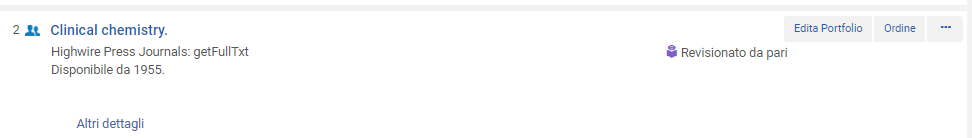 2 Clinical chemistry.
Edita Portfolio Ordine ...
Highwire Press Journals: getFullTxt
Revisionato da pari
Disponibile da 1955.
Altri dettagli